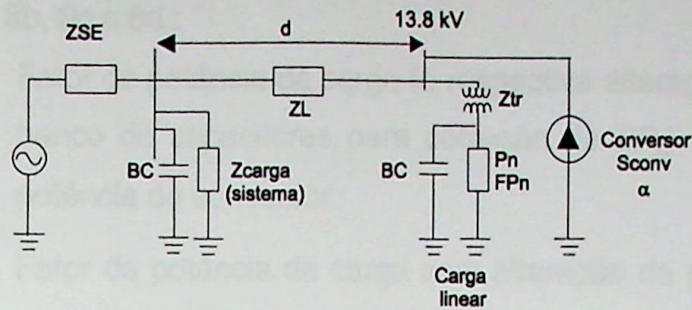 ZSE
d
13.8 kV
ZL
Ztr
BC
Zcarga
(sistema)
BC
Pn
FPn
Conversor
Sconv
α
Carga
linear